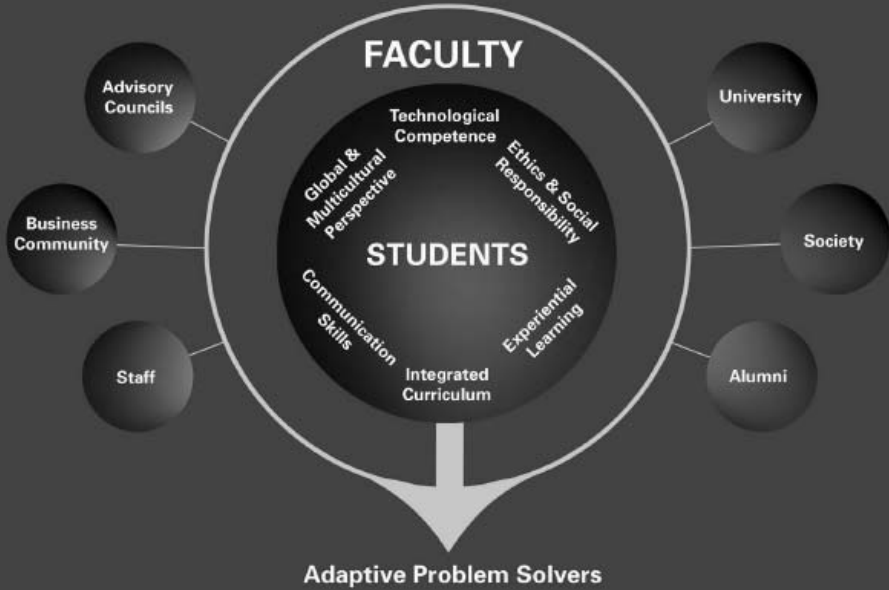 FACULTY
Advisory
Councils
Business
Community
Staff
Technological
Competence
Global &
Multicultural
Perspective
Ethics & Social
Responsibility
STUDENTS
Communication
Skills
Experiential
Learning
Integrated
Curriculum
University
Society
Alumni
Adaptive Problem Solvers